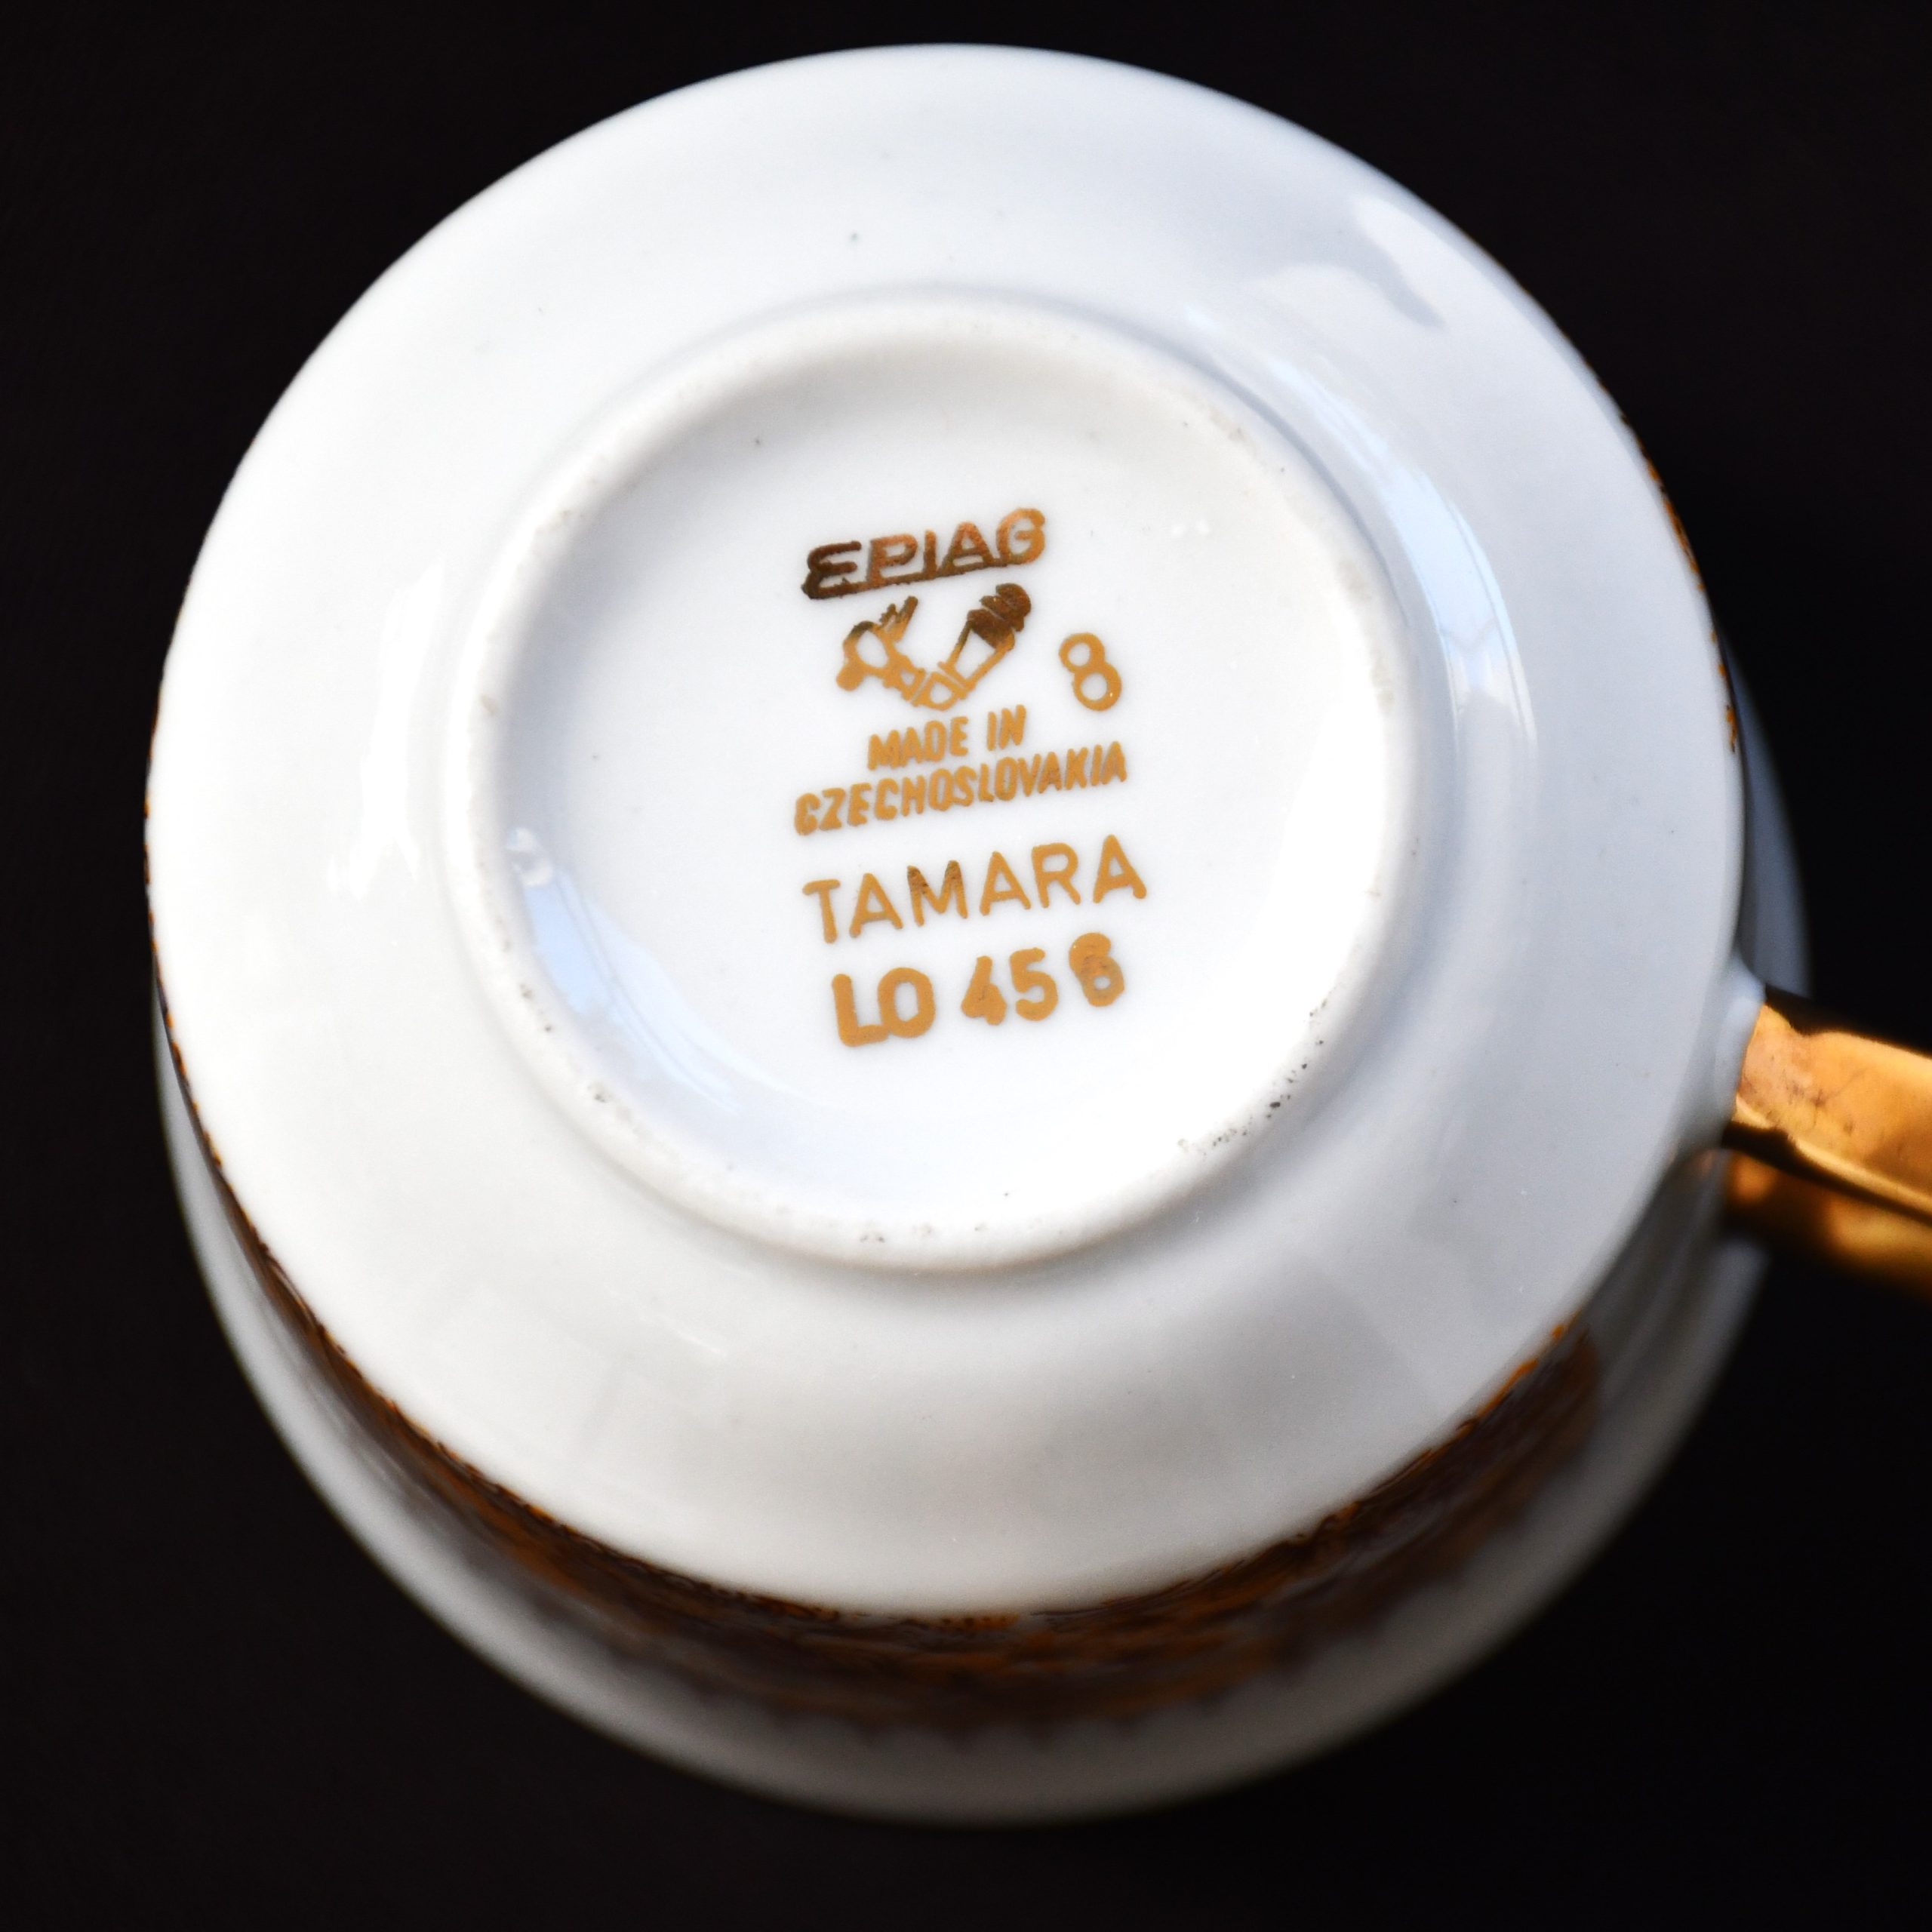 EPIAG
8
MADE IN
CZECHOSLOVAKIA
TAMARA
LO 456